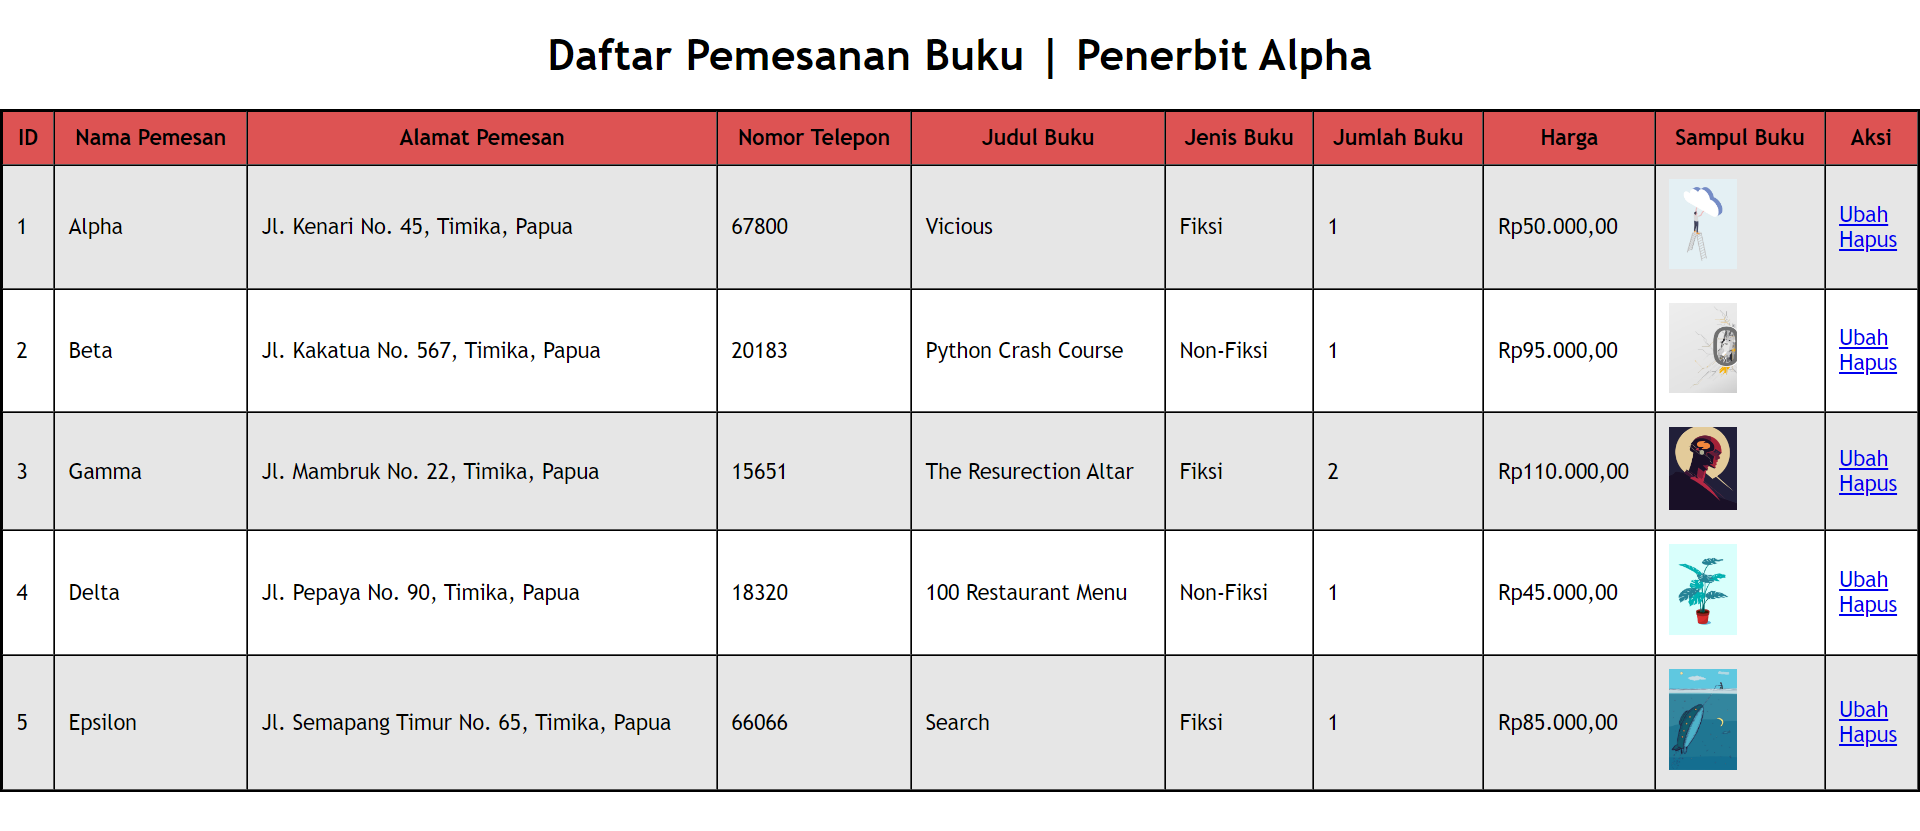 Daftar Pemesanan Buku | Penerbit Alpha
ID Nama Pemesan Alamat Pemesan Nomor Telepon Judul Buku Jenis Buku Jumlah Buku Harga Sampul Buku Aksi
1 Alpha Jl. Kenari No. 45, Timika, Papua 67800 Vicious Fiksi 1 Rp50.000,00 Ubah
Hapus
2 Beta Jl. Kakatua No. 567, Timika, Papua 20183 Python Crash Course Non-Fiksi 1 Rp95.000,00 Ubah
Hapus
3 Gamma Jl. Mambruk No. 22, Timika, Papua 15651 The Resurection Altar Fiksi 2 Rp110.000,00 Ubah
Hapus
4 Delta Jl. Pepaya No. 90, Timika, Papua 18320 100 Restaurant Menu Non-Fiksi 1 Rp45.000,00 Ubah
Hapus
5 Epsilon Jl. Semapang Timur No. 65, Timika, Papua 66066 Search Fiksi 1 Rp85.000,00 Ubah
Hapus